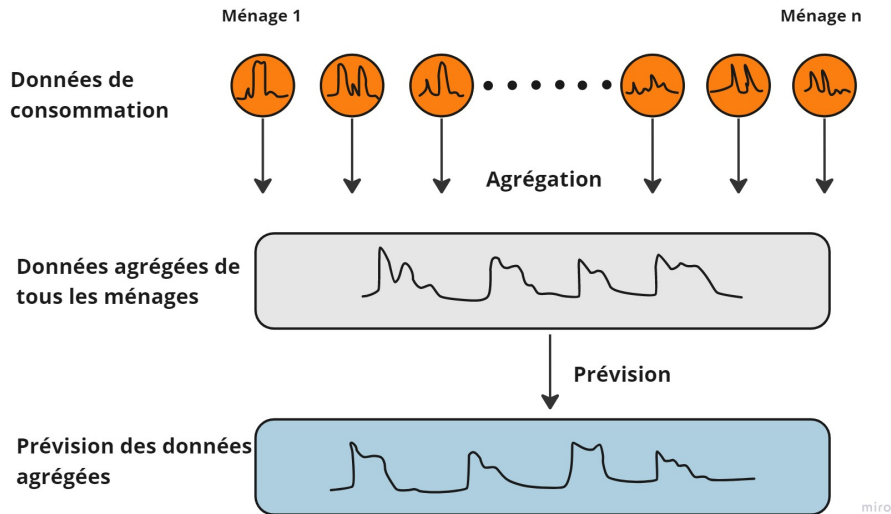 Ménage 1
Ménage n
Données de
consommation
Agrégation
Données agrégées de
tous les ménages
Prévision
Prévision des données
agrégées
miro